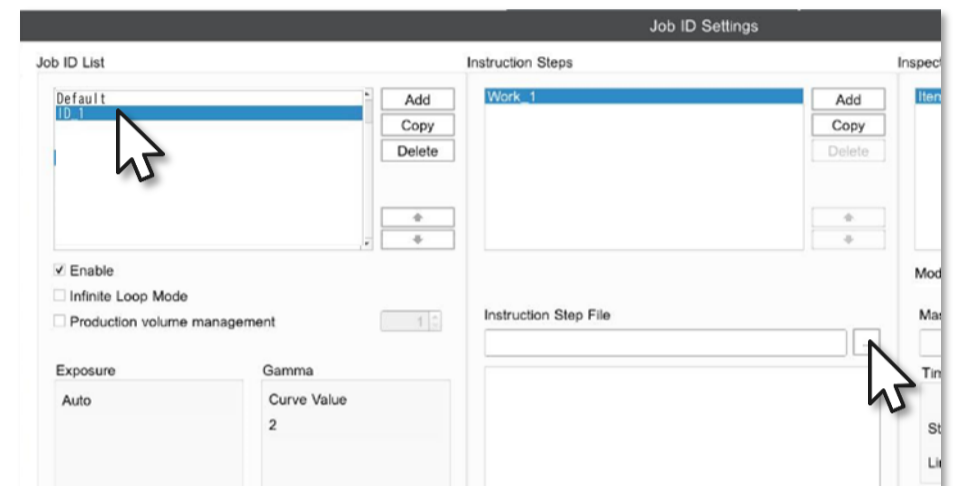 Job ID Settings
Job ID List
Default
ID_1
Add
Copy
Delete
Enable
Infinite Loop Mode
Production volume management
1
Exposure
Auto
Gamma
Curve Value
2
Instruction Steps
Work_1
Add
Copy
Delete
Instruction Step File
...
Inspec
Item
Mod
Mas
Tim
St